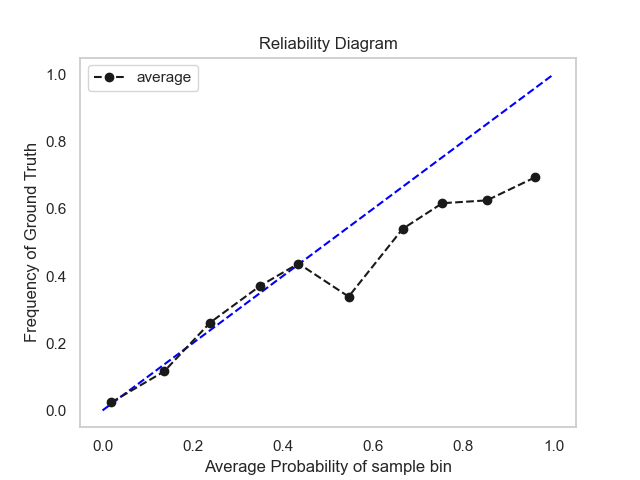 Reliability Diagram
average
1.0
0.8
0.6
0.4
0.2
0.0
Frequency of Ground Truth
0.0 0.2 0.4 0.6 0.8 1.0
Average Probability of sample bin